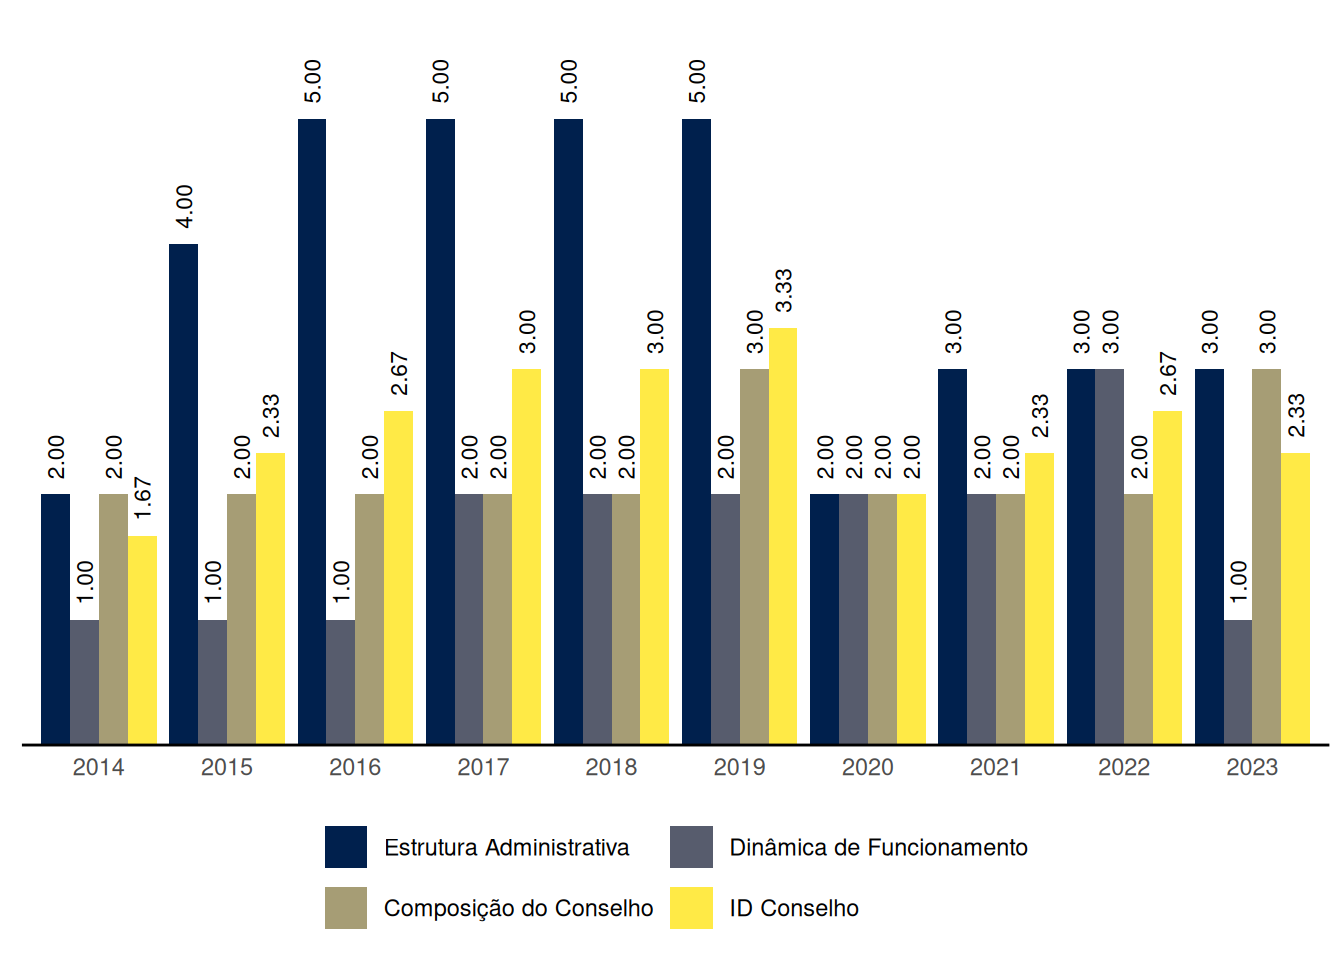 2.00 1.00 2.00 1.67
4.00 1.00 2.00 2.33
5.00 1.00 2.00 2.67
5.00 2.00 2.00 3.00
5.00 2.00 2.00 3.00
5.00 2.00 3.00 3.33
2.00 2.00 2.00 2.00
3.00 2.00 2.00 2.33
3.00 3.00 2.00 2.67
3.00 1.00 3.00 2.33
2014 2015 2016 2017 2018 2019 2020 2021 2022 2023
Estrutura Administrativa Dinâmica de Funcionamento
Composição do Conselho ID Conselho